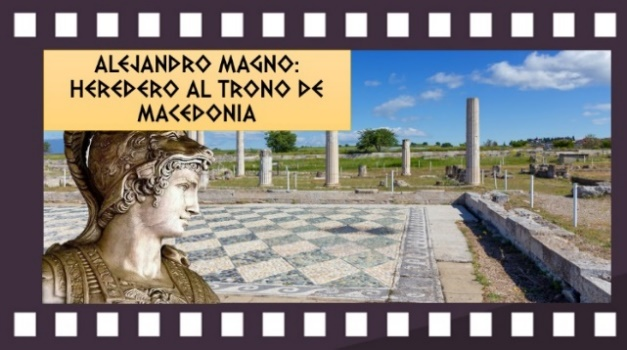 ALEJANDRO MAGNO:
HEREDERO AL TRONO DE
MACEDONIA